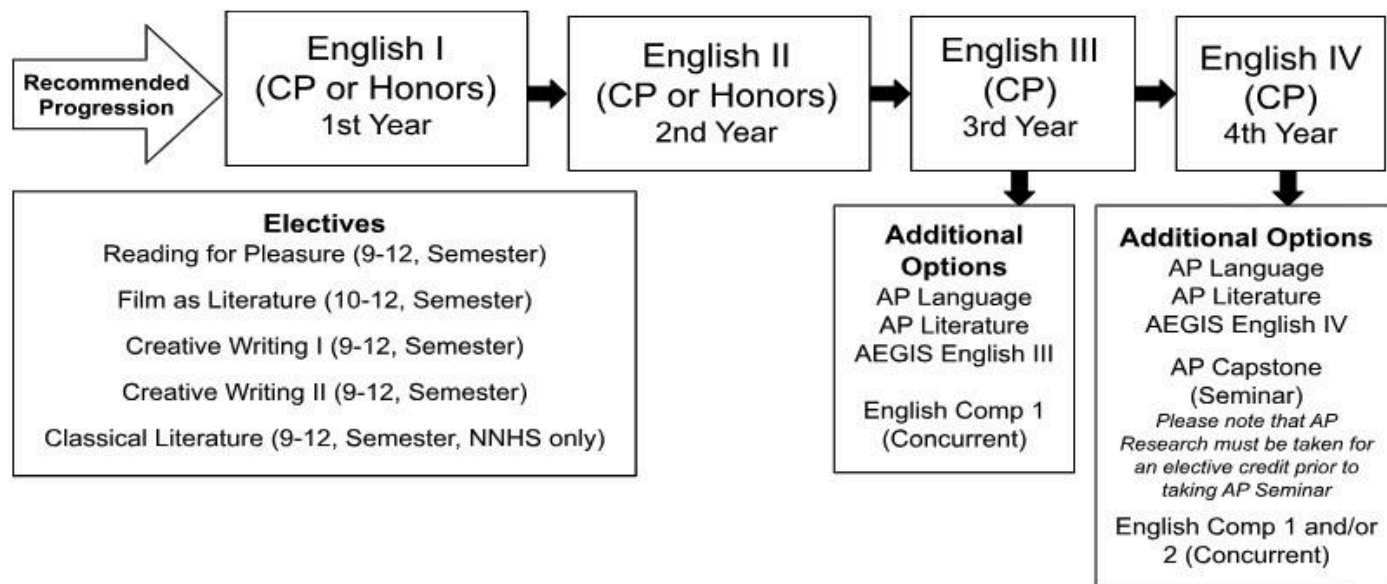 Recommended
Progression
English I
(CP or Honors)
1st Year
English II
(CP or Honors)
2nd Year
English III
(CP)
3rd Year
English IV
(CP)
4th Year
Electives
Reading for Pleasure (9-12, Semester)
Film as Literature (10-12, Semester)
Creative Writing I (9-12, Semester)
Creative Writing II (9-12, Semester)
Classical Literature (9-12, Semester, NNHS only)
Additional
Options
AP Language
AP Literature
AEGIS English III
English Comp 1
(Concurrent)
Additional Options
AP Language
AP Literature
AEGIS English IV
AP Capstone
(Seminar)
Please note that AP
Research must be taken for
an elective credit prior to
taking AP Seminar
English Comp 1 and/or
2 (Concurrent)